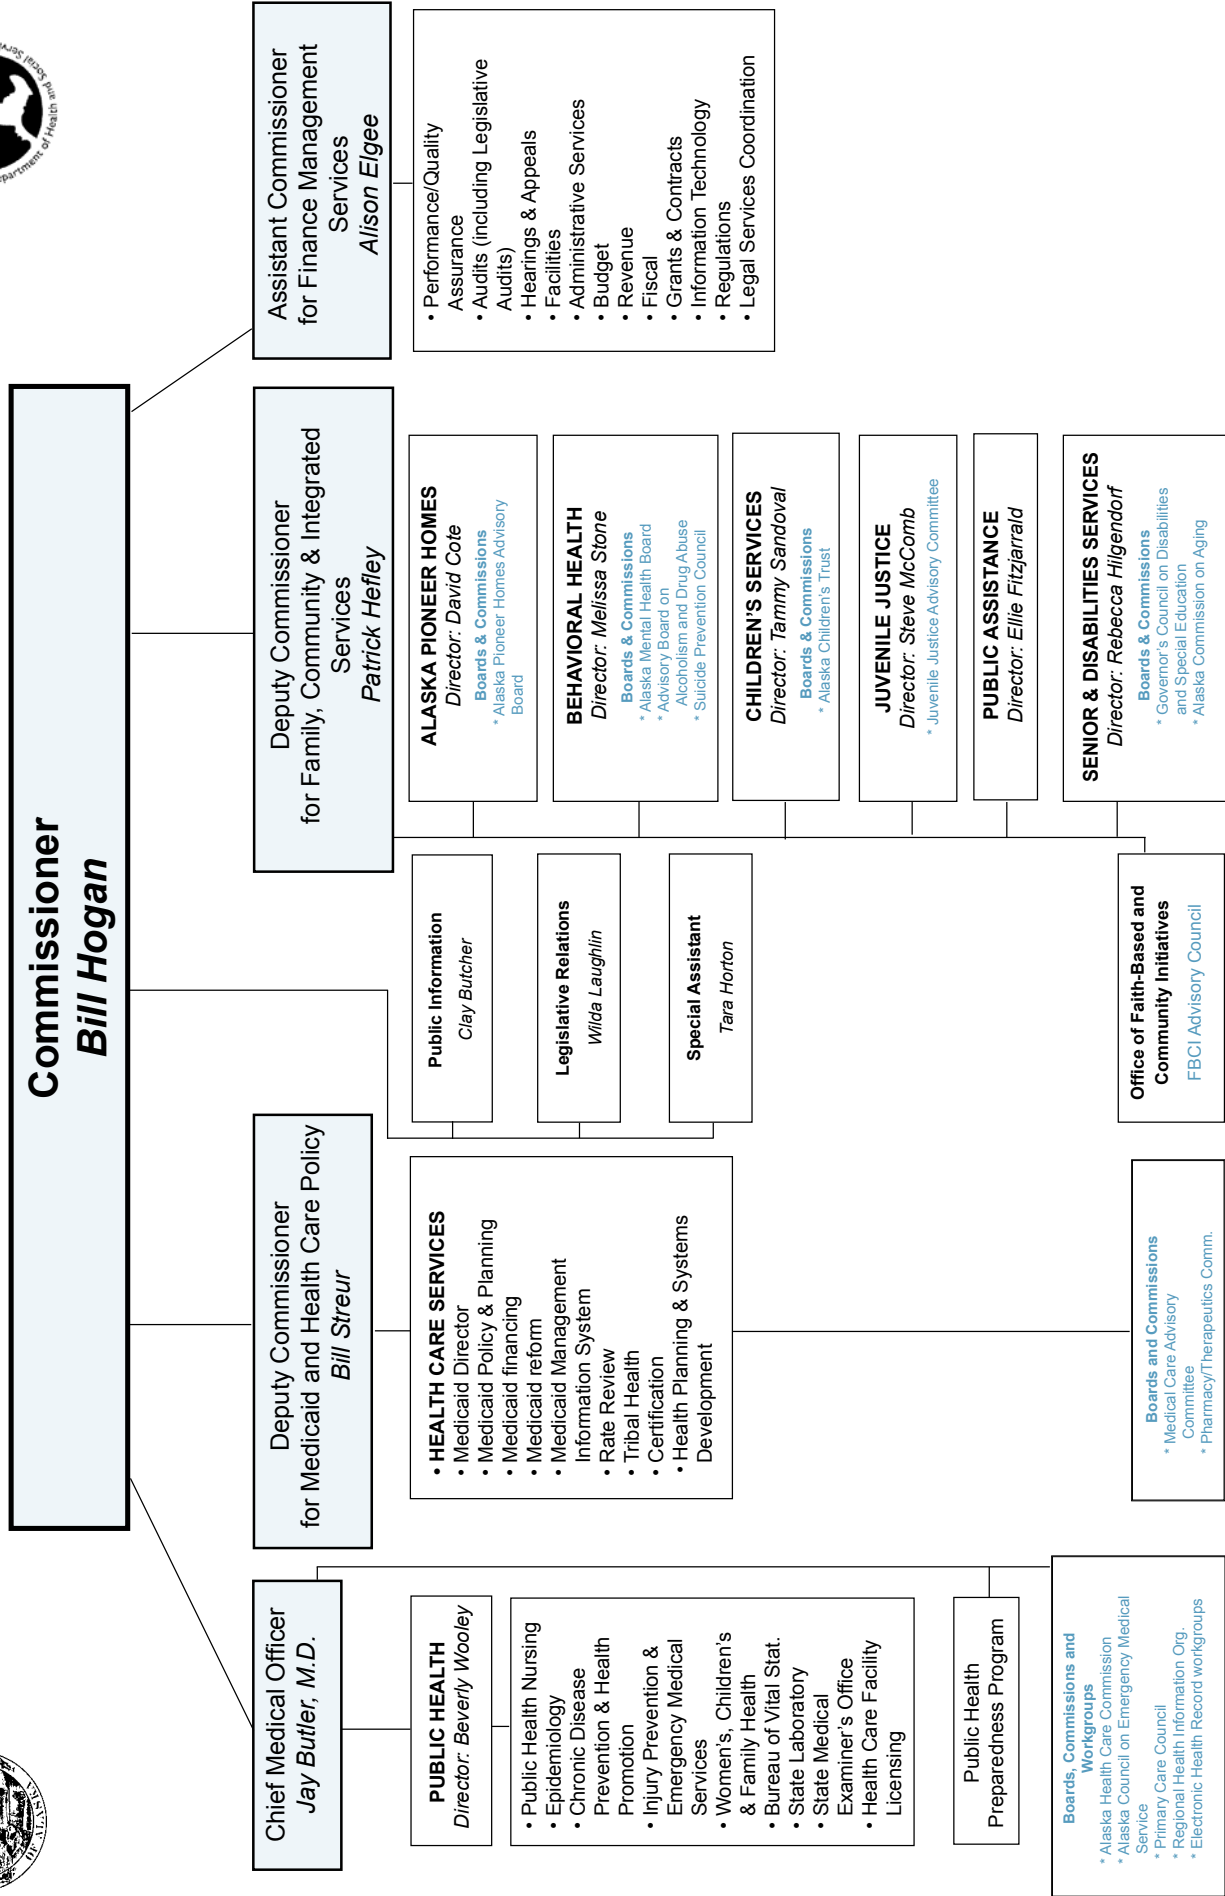 OF ALASKA
Department of Health and Social
Commissioner
Bill Hogan
Chief Medical Officer
Jay Butler, M.D.
PUBLIC HEALTH
Director: Beverly Wooley
• Public Health Nursing
• Epidemiology
• Chronic Disease
Prevention & Health
Promotion
• Injury Prevention &
Emergency Medical
Services
• Women's, Children's
& Family Health
• Bureau of Vital Stat.
• State Laboratory
• State Medical
Examiner's Office
• Health Care Facility
Licensing
Public Health
Preparedness Program
Boards, Commissions and
Workgroups
* Alaska Health Care Commission
* Alaska Council on Emergency Medical
Service
* Primary Care Council
* Regional Health Information Org.
* Electronic Health Record workgroups
Deputy Commissioner
for Medicaid and Health Care Policy
Bill Streur
• HEALTH CARE SERVICES
• Medicaid Director
• Medicaid Policy & Planning
• Medicaid financing
• Medicaid reform
• Medicaid Management
Information System
• Rate Review
• Tribal Health
• Certification
• Health Planning & Systems
Development
Boards and Commissions
* Medical Care Advisory
Committee
* Pharmacy/Therapeutics Comm.
Public Information
Clay Butcher
Legislative Relations
Wilda Laughlin
Special Assistant
Tara Horton
Office of Faith-Based and
Community Initiatives
FBCI Advisory Council
Deputy Commissioner
for Family, Community & Integrated
Services
Patrick Hefley
ALASKA PIONEER HOMES
Director: David Cote
Boards & Commissions
* Alaska Pioneer Homes Advisory
Board
BEHAVIORAL HEALTH
Director: Melissa Stone
Boards & Commissions
* Alaska Mental Health Board
* Advisory Board on
Alcoholism and Drug Abuse
* Suicide Prevention Council
CHILDREN'S SERVICES
Director: Tammy Sandoval
Boards & Commissions
* Alaska Children's Trust
JUVENILE JUSTICE
Director: Steve McComb
* Juvenile Justice Advisory Committee
PUBLIC ASSISTANCE
Director: Ellie Fitzjarrald
SENIOR & DISABILITIES SERVICES
Director: Rebecca Hilgendorf
Boards & Commissions
* Governor's Council on Disabilities
and Special Education
* Alaska Commission on Aging
Assistant Commissioner
for Finance Management
Services
Alison Elgee
• Performance/Quality
Assurance
• Audits (including Legislative
Audits)
• Hearings & Appeals
• Facilities
• Administrative Services
• Budget
• Revenue
• Fiscal
• Grants & Contracts
• Information Technology
• Regulations
• Legal Services Coordination